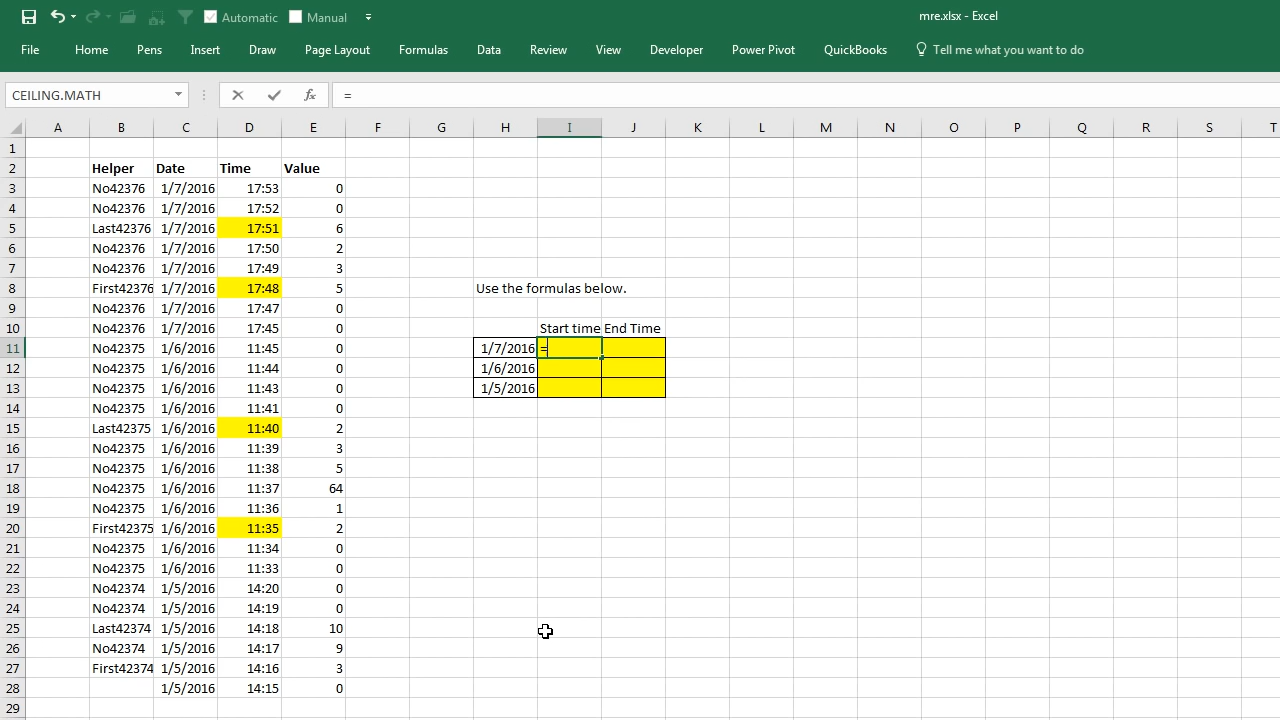 Automatic Manual mre.xlsx - Excel
File Home Pens Insert Draw Page Layout Formulas Data Review View Developer Power Pivot QuickBooks Tell me what you want to do
CEILING.MATH fx =
A B C D E F G H I J K L M N O P Q R S T
1
2 Helper Date Time Value
3 No42376 1/7/2016 17:53 0
4 No42376 1/7/2016 17:52 0
5 Last42376 1/7/2016 17:51 6
6 No42376 1/7/2016 17:50 2
7 No42376 1/7/2016 17:49 3
8 First42376 1/7/2016 17:48 5 Use the formulas below.
9 No42376 1/7/2016 17:47 0
10 No42376 1/7/2016 17:45 0 Start time End Time
11 No42375 1/6/2016 11:45 0 1/7/2016 =
12 No42375 1/6/2016 11:44 0 1/6/2016
13 No42375 1/6/2016 11:43 0 1/5/2016
14 No42375 1/6/2016 11:41 0
15 Last42375 1/6/2016 11:40 2
16 No42375 1/6/2016 11:39 3
17 No42375 1/6/2016 11:38 5
18 No42375 1/6/2016 11:37 64
19 No42375 1/6/2016 11:36 1
20 First42375 1/6/2016 11:35 2
21 No42375 1/6/2016 11:34 0
22 No42375 1/6/2016 11:33 0
23 No42374 1/5/2016 14:20 0
24 No42374 1/5/2016 14:19 0
25 Last42374 1/5/2016 14:18 10
26 No42374 1/5/2016 14:17 9
27 First42374 1/5/2016 14:16 3
28 1/5/2016 14:15 0
29